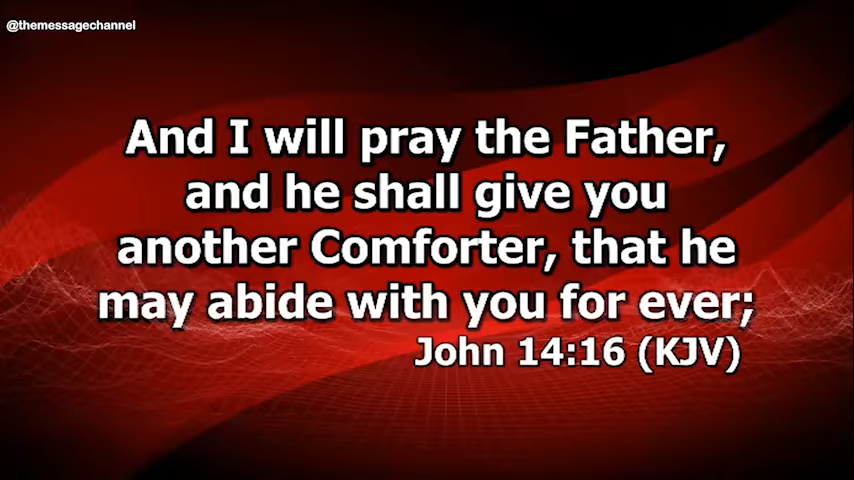 @themessagechannel
And I will pray the Father,
and he shall give you
another Comforter, that he
may abide with you for ever;
John 14:16 (KJV)